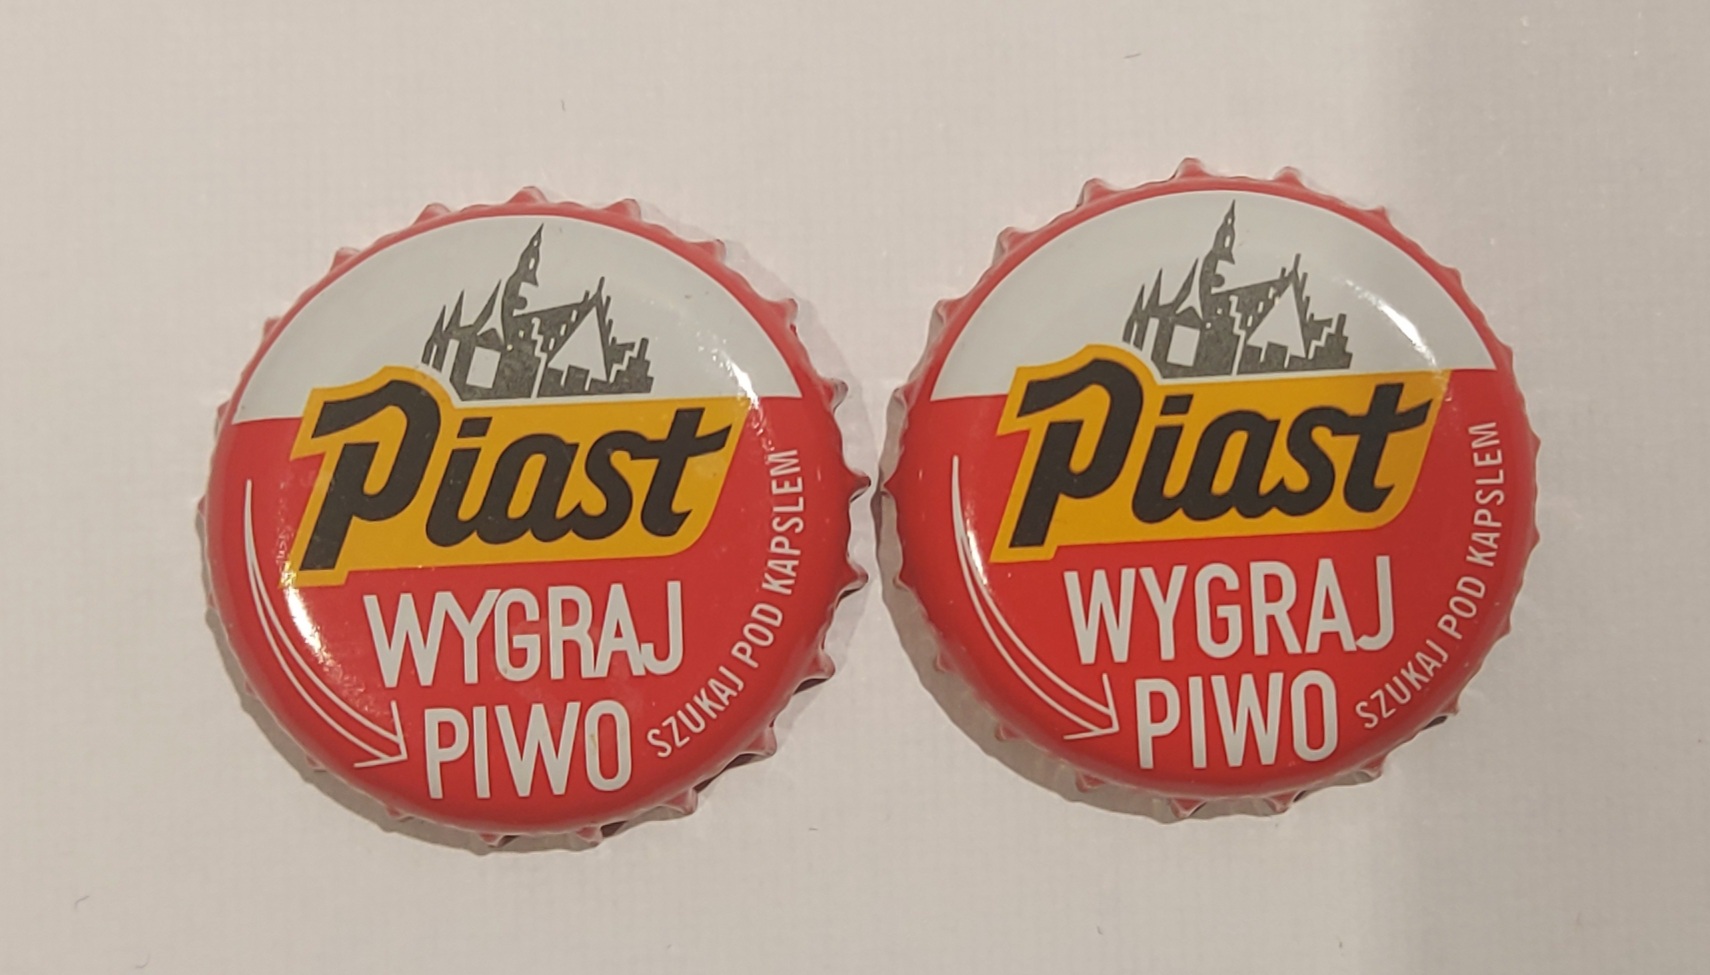 Piast
WYGRAJ
PIWO
SZUKAJ POD KAPSLEM
Piast
WYGRAJ
PIWO
SZUKAJ POD KAPSLEM